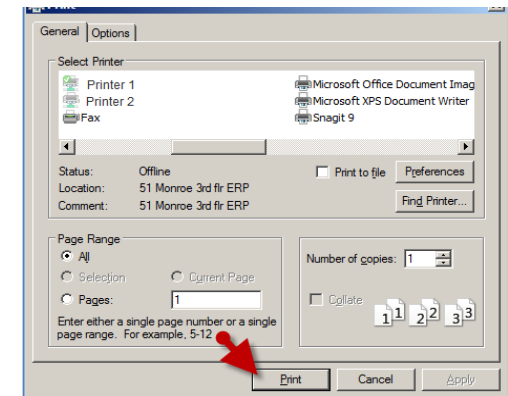 General Options
Select Printer
Printer 1
Printer 2
Fax
Microsoft Office Document Imag
Microsoft XPS Document Writer
Snagit 9
Status: Offline
Location: 51 Monroe 3rd flr ERP
Comment: 51 Monroe 3rd flr ERP
Print to file
Preferences
Find Printer...
Page Range
All
Selection Current Page
Pages: 1
Enter either a single page number or a single
page range. For example, 5-12
Number of copies: 1
Collate
1 1 2 2 3 3
Print Cancel Apply